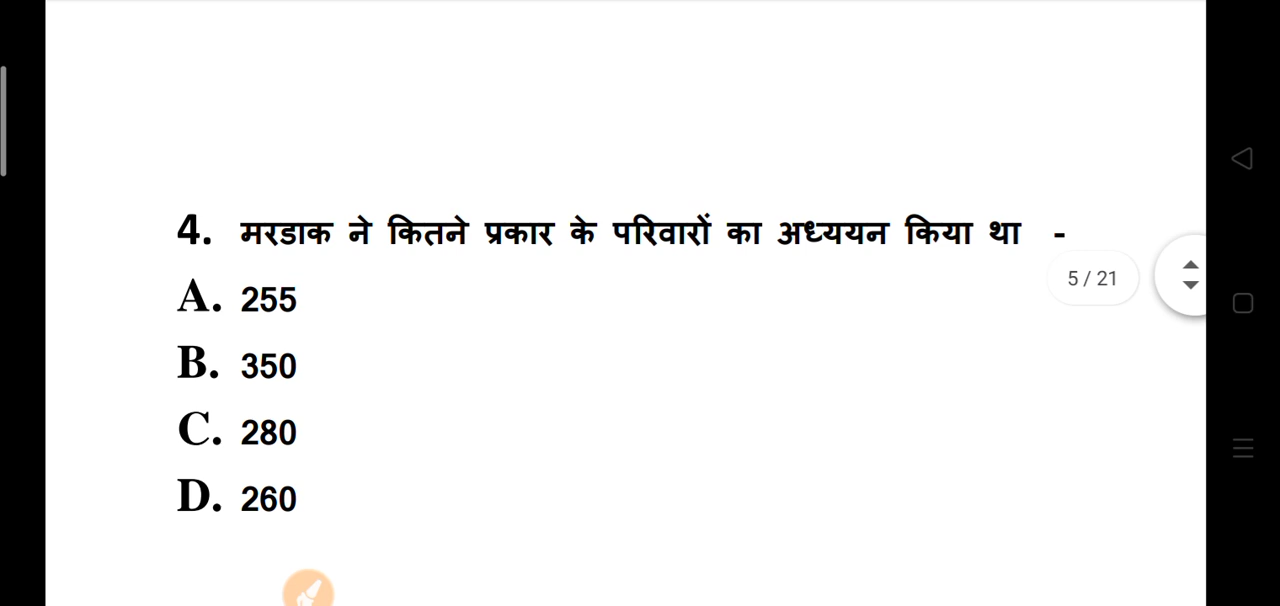 4. मरडाक ने कितने प्रकार के परिवारों का अध्ययन किया था -
5 / 21
A. 255
B. 350
C. 280
D. 260